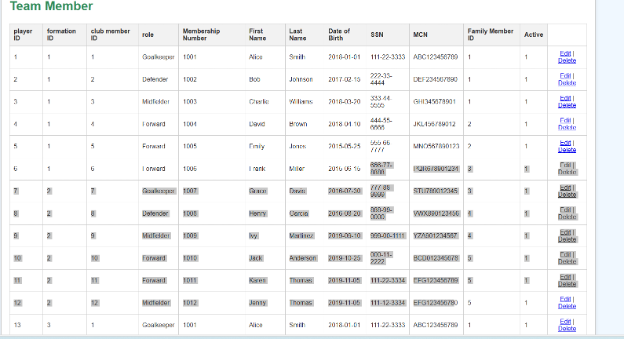 Team Member
player ID formation ID club member ID role Membership Number First Name Last Name Date of Birth SSN MCN Family Member ID Active
1 1 1 Goalkeeper 1001 Alice Smith 2018-01-01 111-22-3333 ABC123456789 1 1 Edit | Delete
2 1 2 Defender 1002 Bob Johnson 2017-02-15 222-33-4444 DEF234567890 1 1 Edit | Delete
3 1 3 Midfielder 1003 Charlie Williams 2018-03-20 333-44-5555 GHI345678901 1 1 Edit | Delete
4 1 4 Forward 1004 David Brown 2018-04-10 444-55-6666 JKL456789012 2 1 Edit | Delete
5 1 5 Forward 1005 Emily Jones 2015-05-25 555-66-7777 MNO567890123 2 1 Edit | Delete
6 1 6 Forward 1006 Frank Miller 2015-06-15 666-77-8888 PQR678901234 3 1 Edit | Delete
7 2 7 Goalkeeper 1007 Grace Davis 2016-07-30 777-88-9999 STU789012345 3 1 Edit | Delete
8 2 8 Defender 1008 Henry Garcia 2016-08-20 888-99-0000 VWX890123456 4 1 Edit | Delete
9 2 9 Midfielder 1009 Ivy Martinez 2019-09-10 999-00-1111 YZA901234567 4 1 Edit | Delete
10 2 10 Forward 1010 Jack Anderson 2019-10-25 000-11-2222 BCD012345678 5 1 Edit | Delete
11 2 11 Forward 1011 Karen Thomas 2019-11-05 111-22-3334 EFG123456789 5 1 Edit | Delete
12 2 12 Midfielder 1012 Jenny Thomas 2019-11-05 111-12-3334 EFG123456780 5 1 Edit | Delete
13 3 1 Goalkeeper 1001 Alice Smith 2018-01-01 111-22-3333 ABC123456789 1 1 Edit | Delete